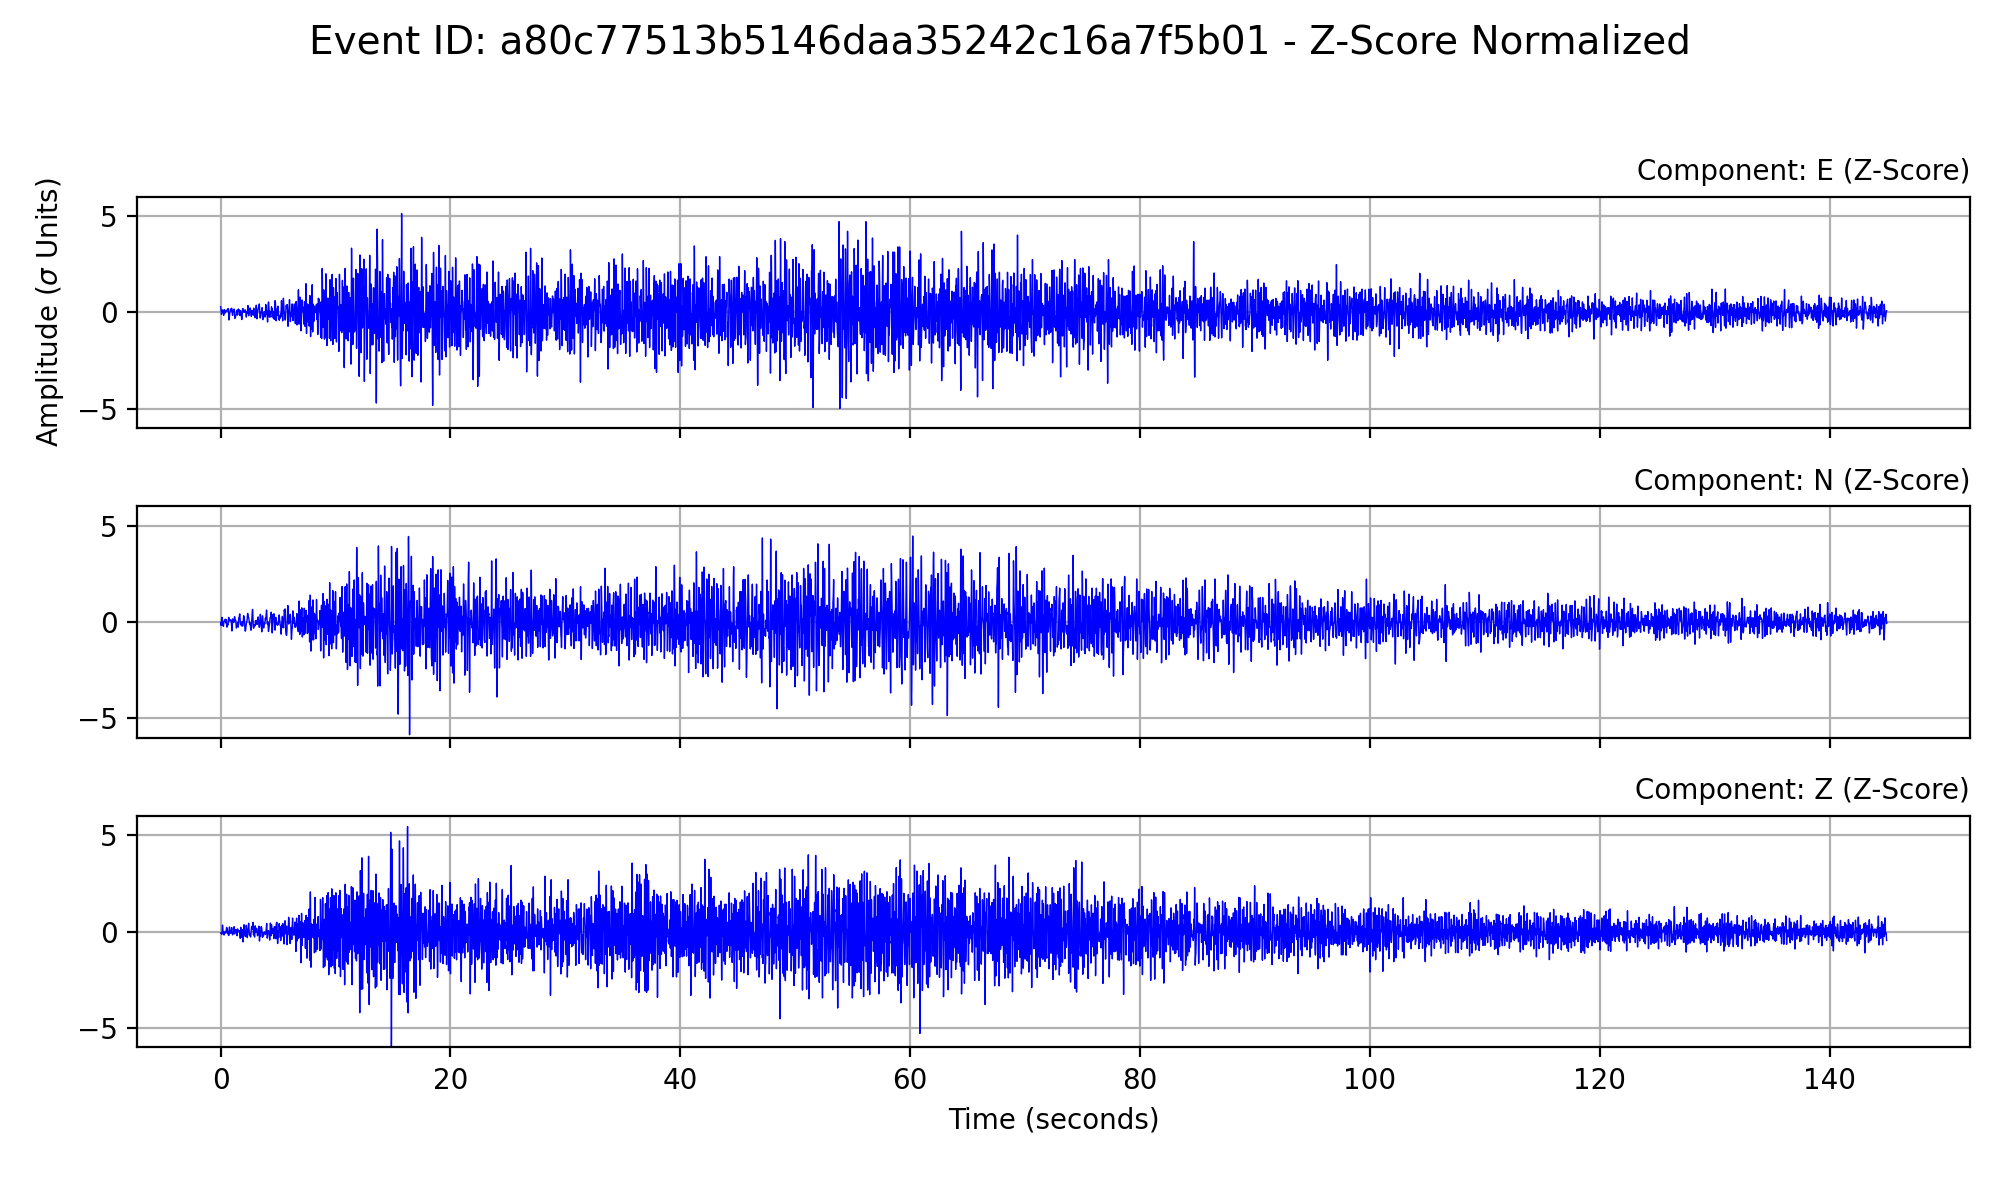 Event ID: a80c77513b5146daa35242c16a7f5b01 - Z-Score Normalized
Component: E (Z-Score)
Amplitude (σ Units)
5
0
−5
Component: N (Z-Score)
5
0
−5
Component: Z (Z-Score)
5
0
−5
0 20 40 60 80 100 120 140
Time (seconds)